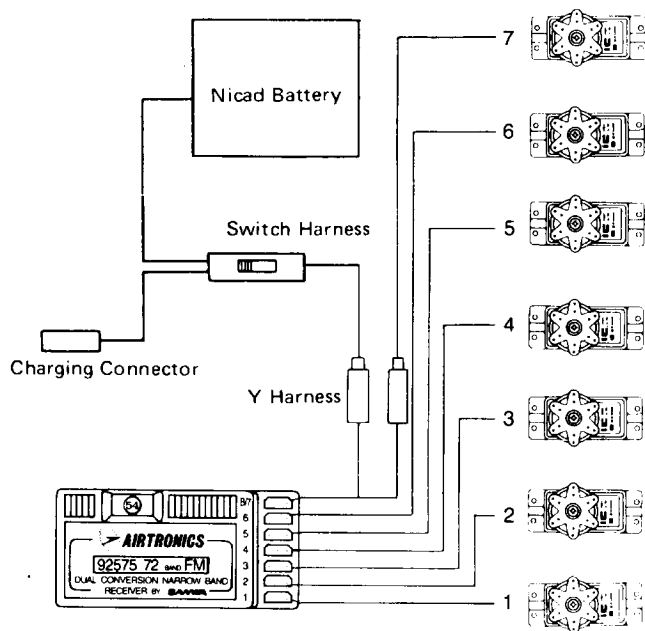 7
Nicad Battery
6
5
Switch Harness
4
Charging Connector
Y Harness
3
2
1
54
B/7
6
5
4
3
2
1
AIRTRONICS
92575 72 BAND FM
DUAL CONVERSION NARROW BAND
RECEIVER BY SANWA